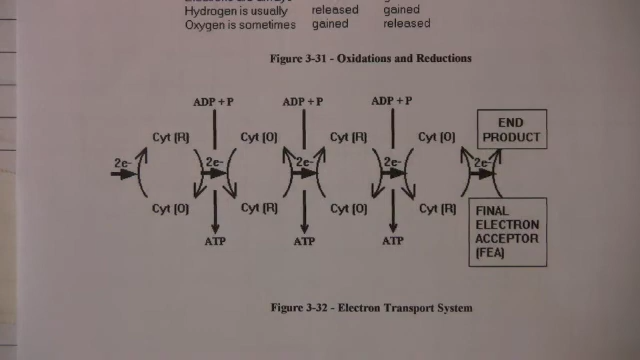 Hydrogen is usually released gained
Oxygen is sometimes gained released
Figure 3-31 - Oxidations and Reductions
ADP + P ADP + P ADP + P
Cyt (R) Cyt (O) Cyt (R) Cyt (O)
END
PRODUCT
2e- 2e- 2e- 2e- 2e-
Cyt (O) Cyt (R) Cyt (O) Cyt (R)
FINAL
ELECTRON
ACCEPTOR
(FEA)
ATP ATP ATP
Figure 3-32 - Electron Transport System